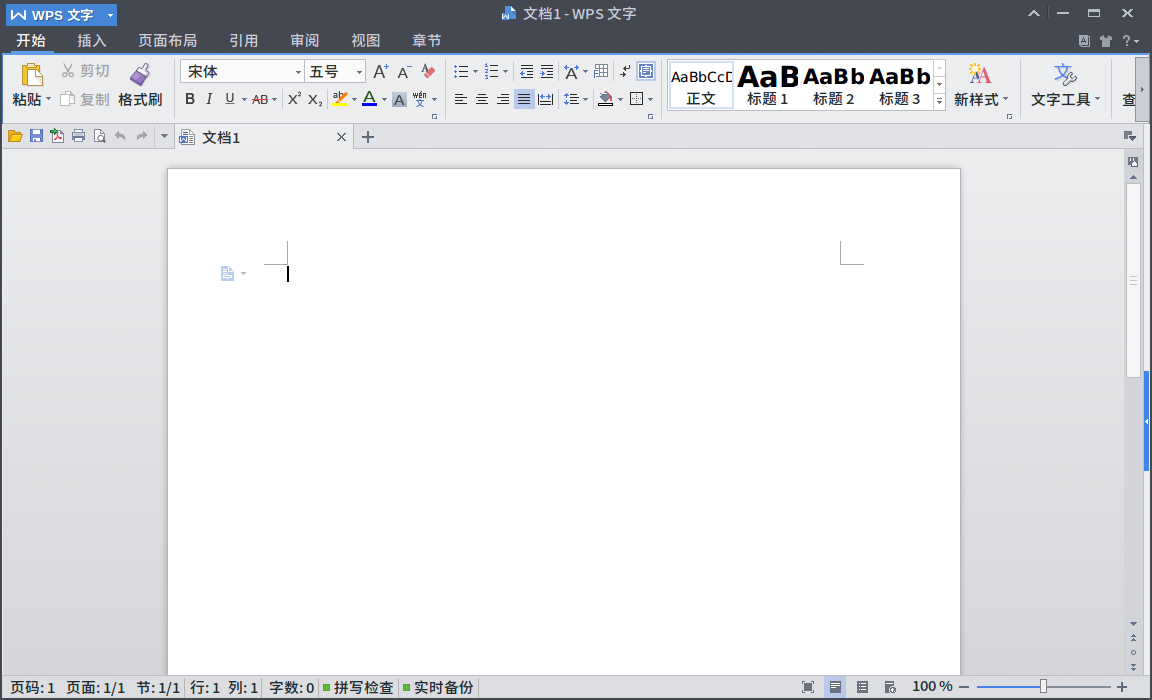 WPS 文字
文档1 - WPS 文字
开始 插入 页面布局 引用 审阅 视图 章节
粘贴 剪切 复制 格式刷
宋体 五号
B I U AB X² X₂ A A wén 文
AaBbCcD AaB AaBb AaBb
正文 标题 1 标题 2 标题 3
新样式 文字工具 查
文档1
页码: 1 页面: 1/1 节: 1/1 行: 1 列: 1 字数: 0 拼写检查 实时备份 100 %